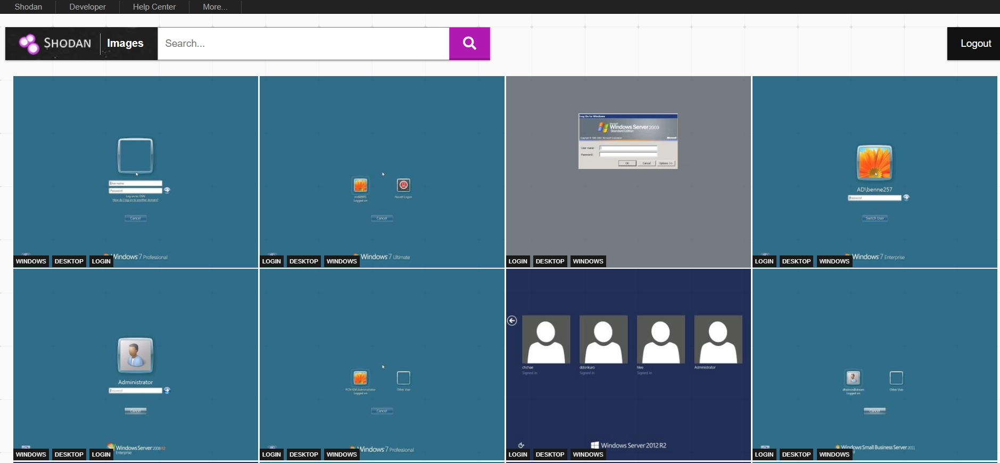 Shodan Developer Help Center More...
SHODAN Images Search... Logout
User name
Password
Log on to: DSN
How do I log on to another domain?
Cancel
Windows 7 Professional
WINDOWS DESKTOP LOGIN
Logged on
Novell Logon
Cancel
Windows 7 Ultimate
LOGIN DESKTOP WINDOWS
Log On to Windows
Microsoft
Windows Server 2003
Standard Edition
Microsoft
User name:
Password:
OK Cancel Options >>
LOGIN DESKTOP WINDOWS
AD\benne257
Password
Switch User
Windows 7 Enterprise
LOGIN DESKTOP WINDOWS
Administrator
Password
Cancel
Windows Server 2008 R2
Enterprise
WINDOWS DESKTOP LOGIN
Logged on
Other User
Cancel
Windows 7 Professional
LOGIN DESKTOP WINDOWS
chchae ddorikuro hlee Administrator
Signed in Signed in Signed in
Windows Server 2012 R2
LOGIN DESKTOP WINDOWS
Logged on
Other User
Cancel
Windows Small Business Server 2011
LOGIN DESKTOP WINDOWS